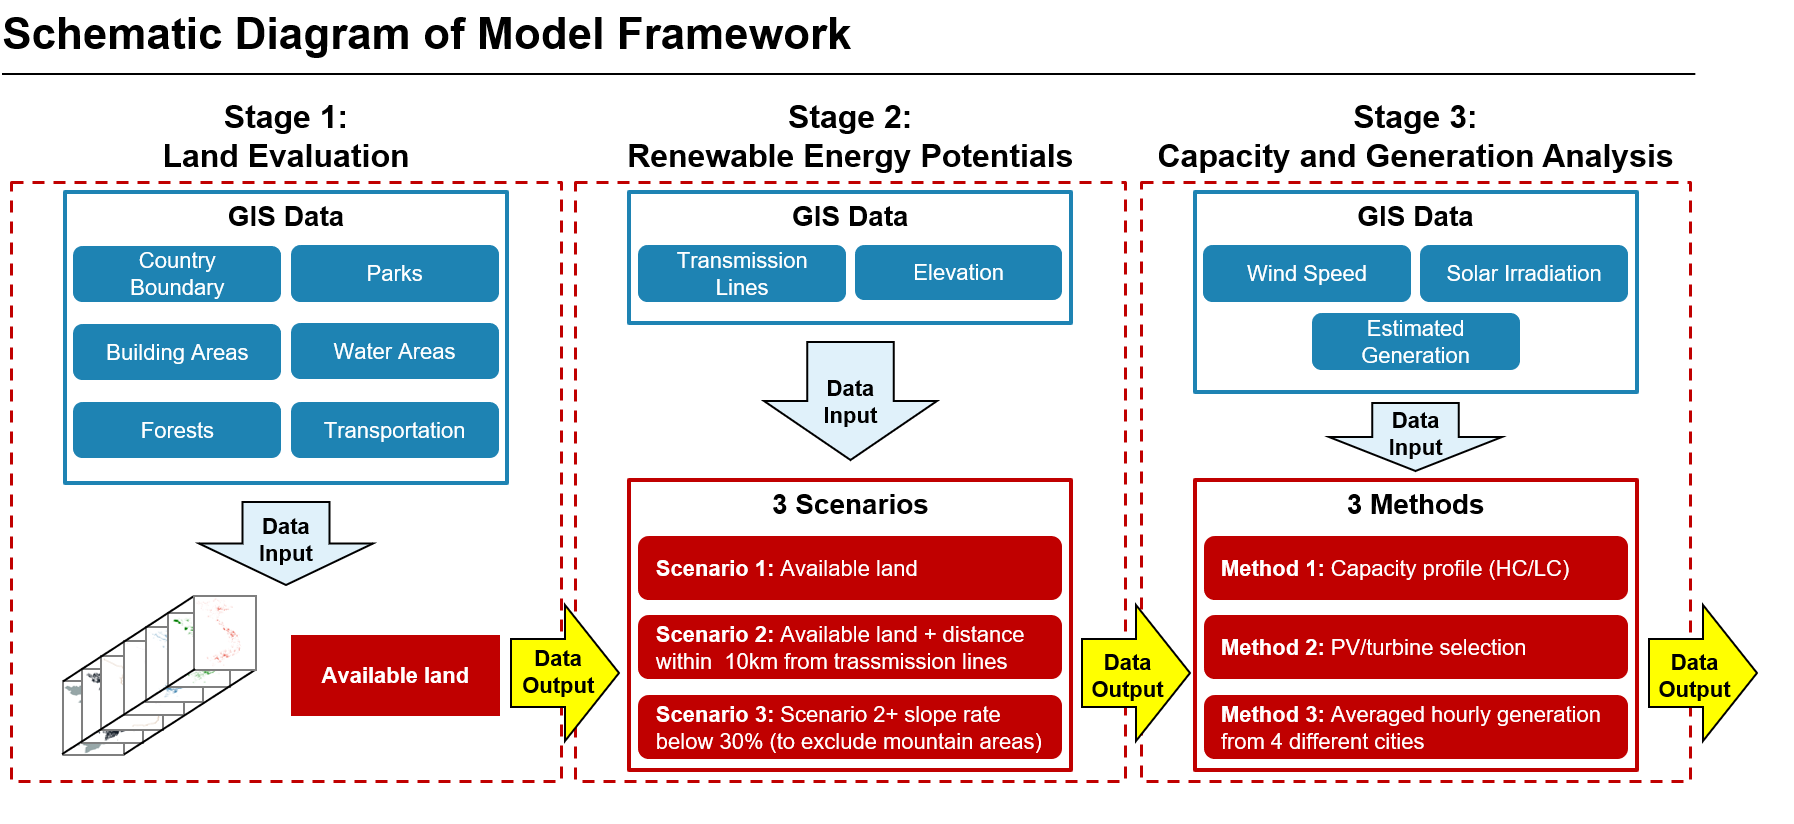 Schematic Diagram of Model Framework
Stage 1:
Land Evaluation
GIS Data
Country
Boundary
Parks
Building Areas
Water Areas
Forests
Transportation
Data
Input
Available land
Data
Output
Stage 2:
Renewable Energy Potentials
GIS Data
Transmission
Lines
Elevation
Data
Input
3 Scenarios
Scenario 1: Available land
Scenario 2: Available land + distance
within  10km from trassmission lines
Scenario 3: Scenario 2+ slope rate
below 30% (to exclude mountain areas)
Data
Output
Stage 3:
Capacity and Generation Analysis
GIS Data
Wind Speed
Solar Irradiation
Estimated
Generation
Data
Input
3 Methods
Method 1: Capacity profile (HC/LC)
Method 2: PV/turbine selection
Method 3: Averaged hourly generation
from 4 different cities
Data
Output